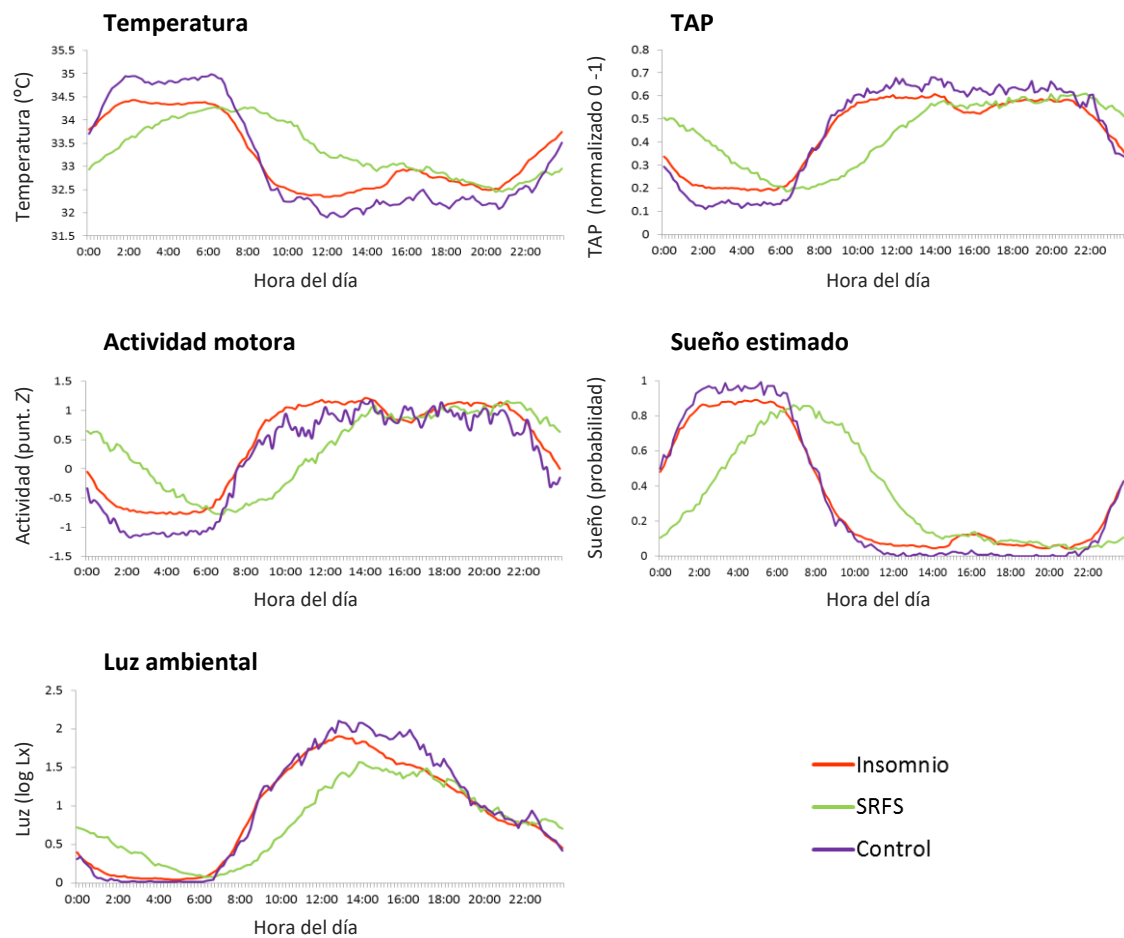 Temperatura
Temperatura (°C)
35.5
35
34.5
34
33.5
33
32.5
32
31.5
0:00 2:00 4:00 6:00 8:00 10:00 12:00 14:00 16:00 18:00 20:00 22:00
Hora del día
TAP
TAP (normalizado 0 -1)
0.8
0.7
0.6
0.5
0.4
0.3
0.2
0.1
0
0:00 2:00 4:00 6:00 8:00 10:00 12:00 14:00 16:00 18:00 20:00 22:00
Hora del día
Actividad motora
Actividad (punt. Z)
1.5
1
0.5
0
-0.5
-1
-1.5
0:00 2:00 4:00 6:00 8:00 10:00 12:00 14:00 16:00 18:00 20:00 22:00
Hora del día
Sueño estimado
Sueño (probabilidad)
1
0.8
0.6
0.4
0.2
0
0:00 2:00 4:00 6:00 8:00 10:00 12:00 14:00 16:00 18:00 20:00 22:00
Hora del día
Luz ambiental
Luz (log Lx)
2.5
2
1.5
1
0.5
0
0:00 2:00 4:00 6:00 8:00 10:00 12:00 14:00 16:00 18:00 20:00 22:00
Hora del día
Insomnio
SRFS
Control